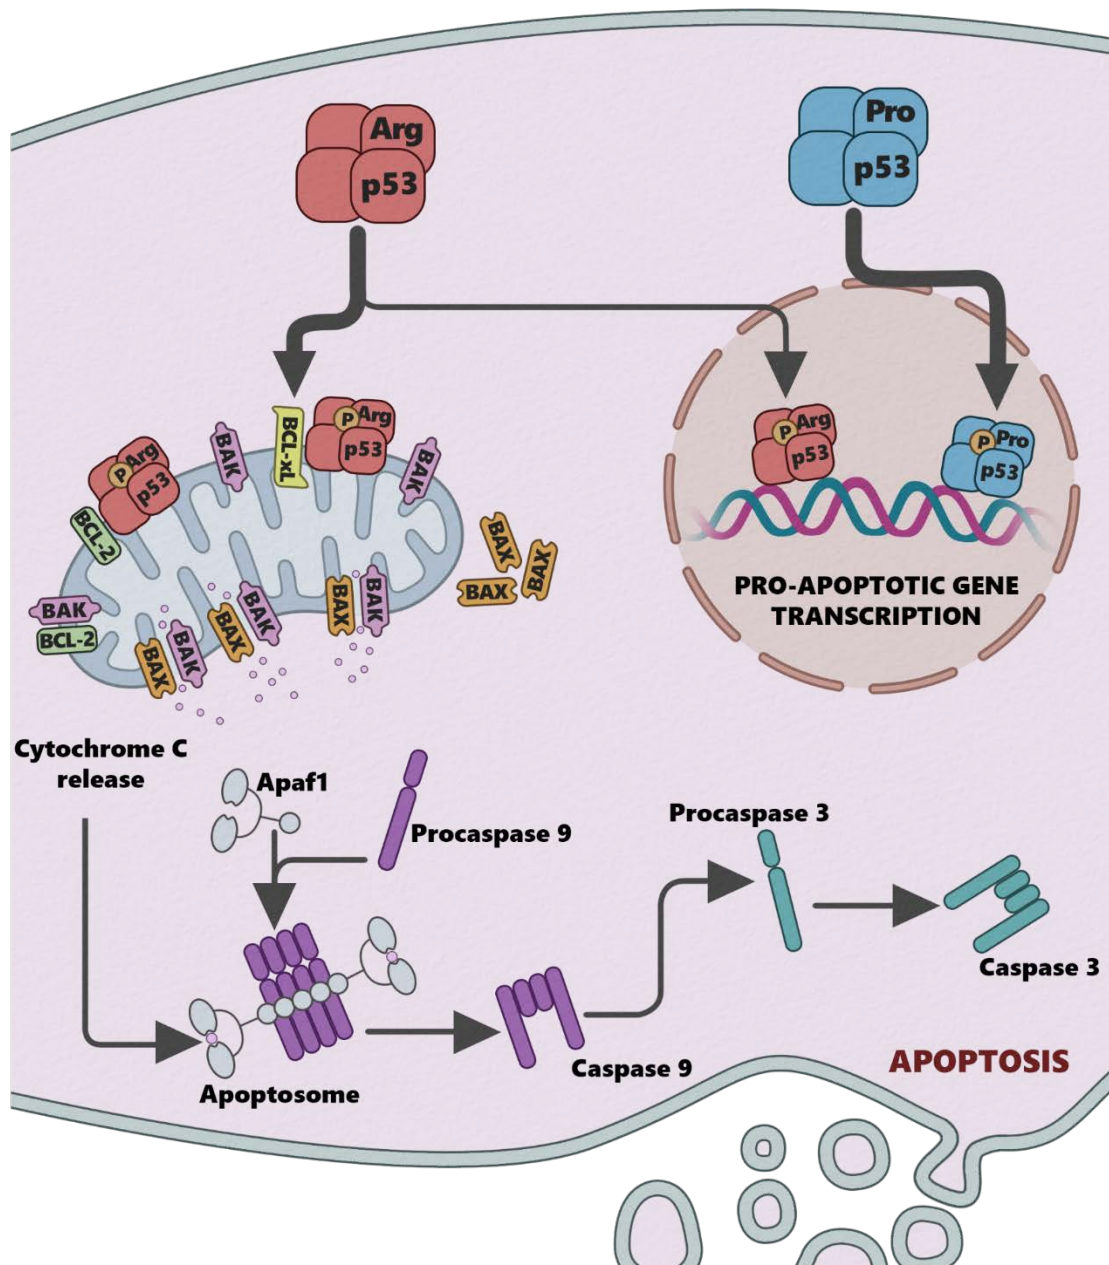 Arg
p53
Pro
p53
P
Arg
p53
BCL-xL
P
Arg
p53
BAK
BAK
BCL-2
BAK
BCL-2
BAX
BAK
BAX
BAK
BAX
BAK
BAX
BAX
BAX
P
Arg
p53
P
Pro
p53
PRO-APOPTOTIC GENE
TRANSCRIPTION
Cytochrome C
release
Apaf1
Procaspase 9
Procaspase 3
Caspase 3
Apoptosome
Caspase 9
APOPTOSIS